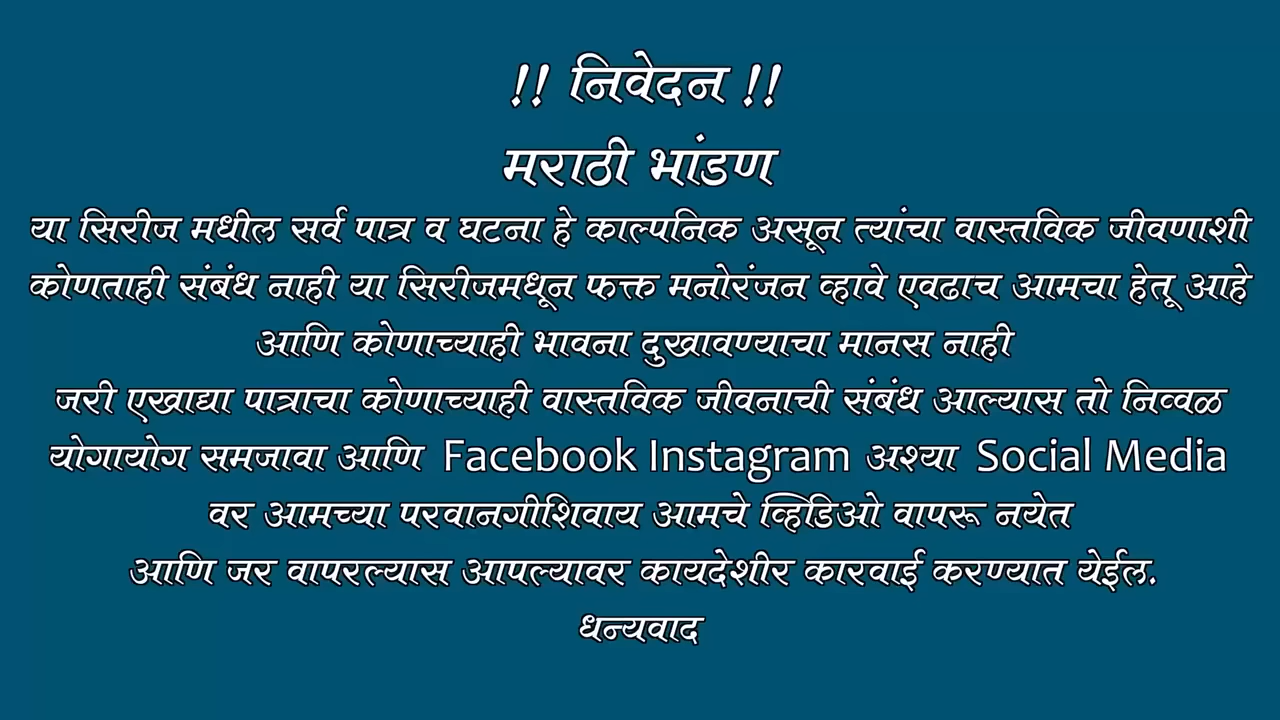 !! निवेदन !!
मराठी भांडण
या सिरीज मधील सर्व पात्र व घटना हे काल्पनिक असून त्यांचा वास्तविक जीवणाशी
कोणताही संबंध नाही या सिरीजमधून फक्त मनोरंजन व्हावे एवढाच आमचा हेतू आहे
आणि कोणाच्याही भावना दुखावण्याचा मानस नाही
जरी एखाद्या पात्राचा कोणाच्याही वास्तविक जीवनाची संबंध आल्यास तो निव्वळ
योगायोग समजावा आणि Facebook Instagram अश्या Social Media
वर आमच्या परवानगीशिवाय आमचे व्हिडिओ वापरू नयेत
आणि जर वापरल्यास आपल्यावर कायदेशीर कारवाई करण्यात येईल.
धन्यवाद